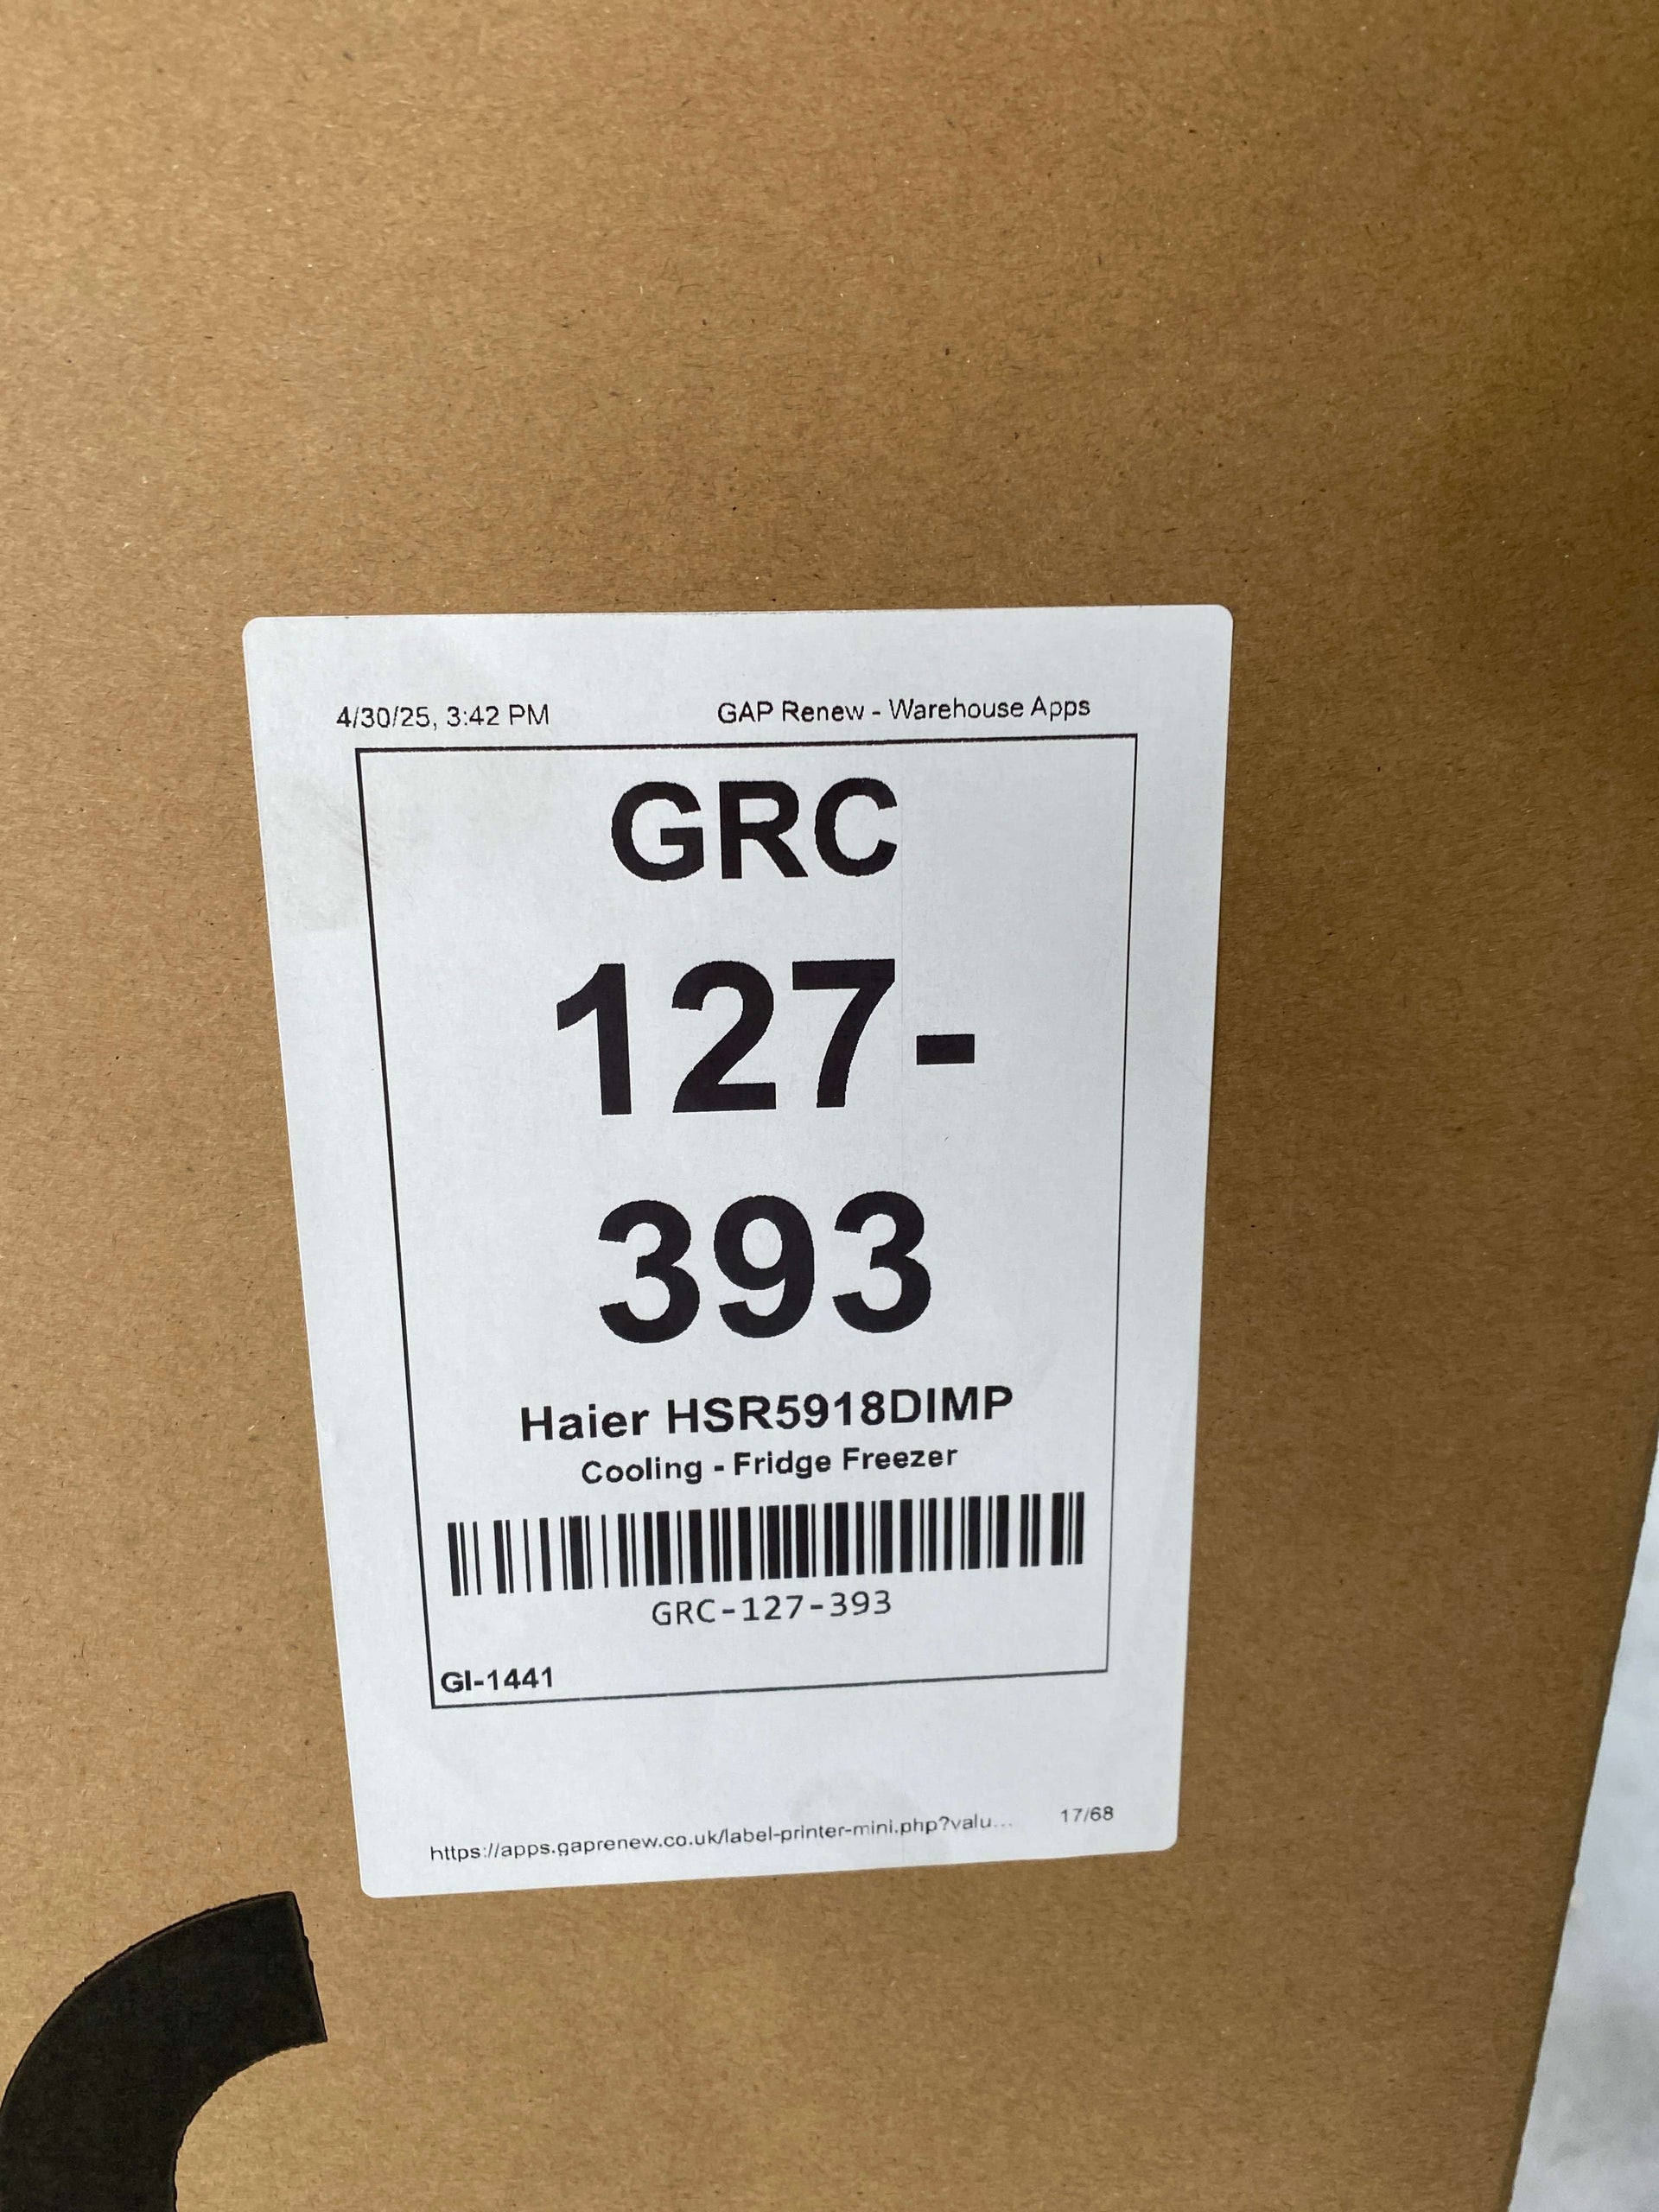 4/30/25, 3:42 PM GAP Renew - Warehouse Apps
GRC
127-
393
Haier HSR5918DIMP
Cooling - Fridge Freezer
GRC-127-393
GI-1441
https://apps.gaprenew.co.uk/label-printer-mini.php?valu... 17/68